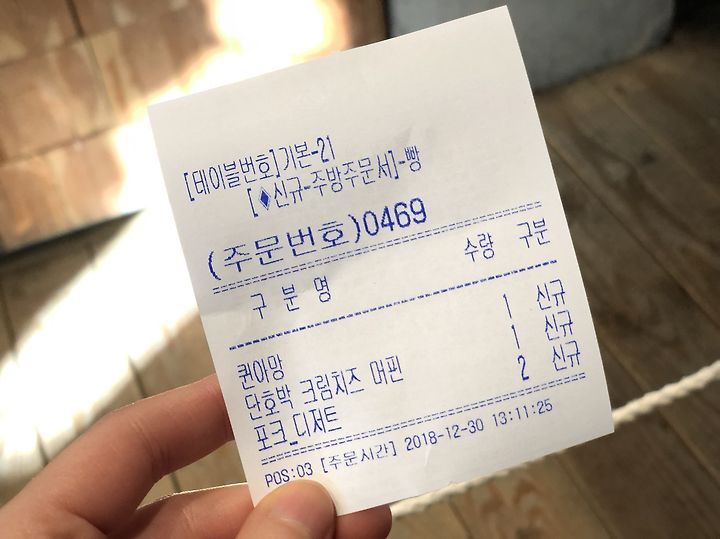 [테이블번호]기본-21
[♦신규-주방주문서]-빵
(주문번호)0469
구 분 명 수량 구분
퀸아망 1 신규
단호박 크림치즈 머핀 1 신규
포크_디저트 2 신규
POS:03 [주문시간] 2018-12-30 13:11:25